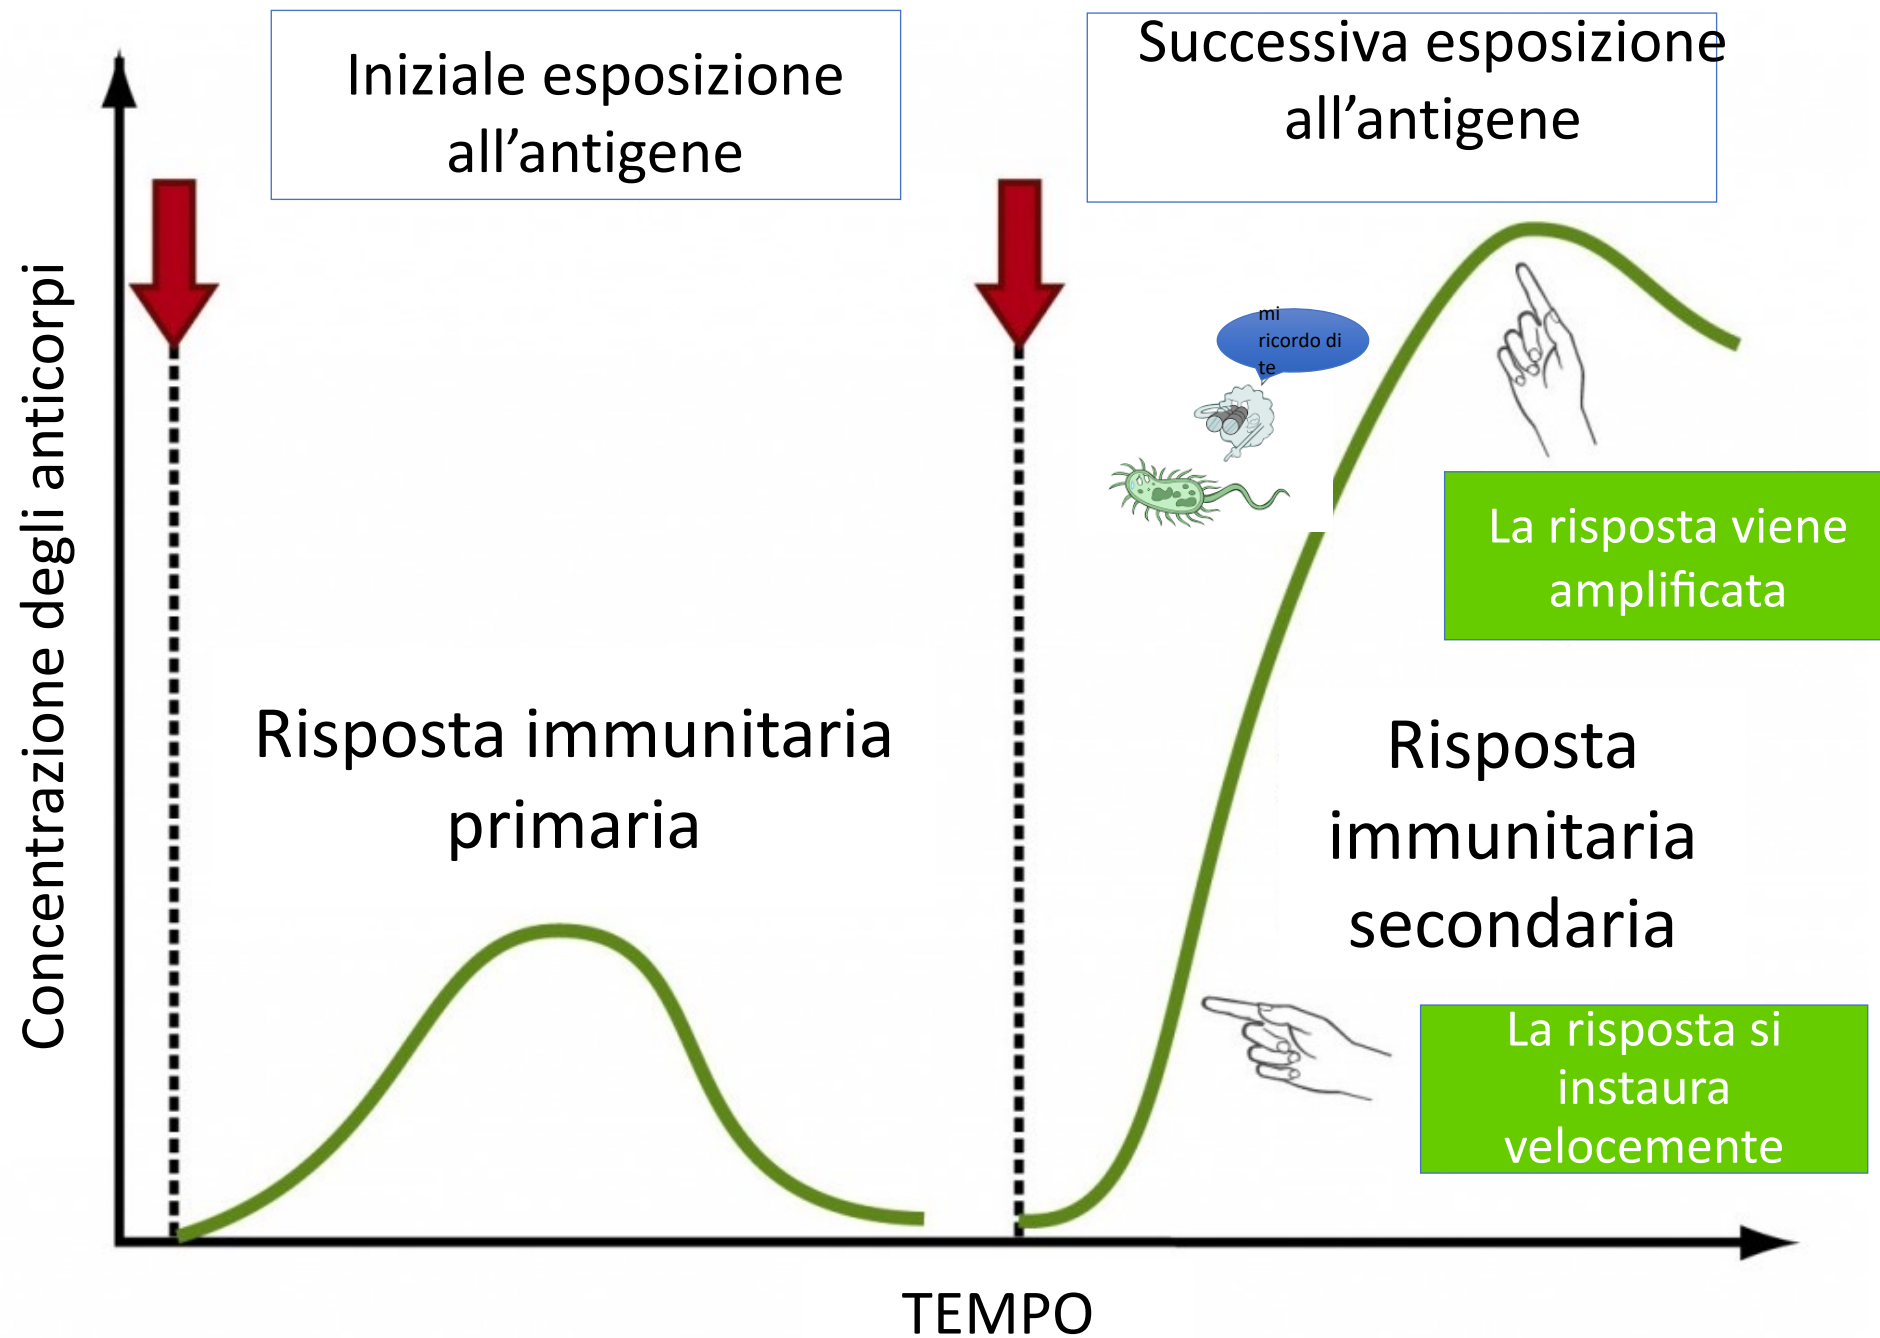 Iniziale esposizione
all’antigene
Successiva esposizione
all’antigene
Concentrazione degli anticorpi
mi
ricordo di
te
La risposta viene
amplificata
Risposta immunitaria
primaria
Risposta
immunitaria
secondaria
La risposta si
instaura
velocemente
TEMPO